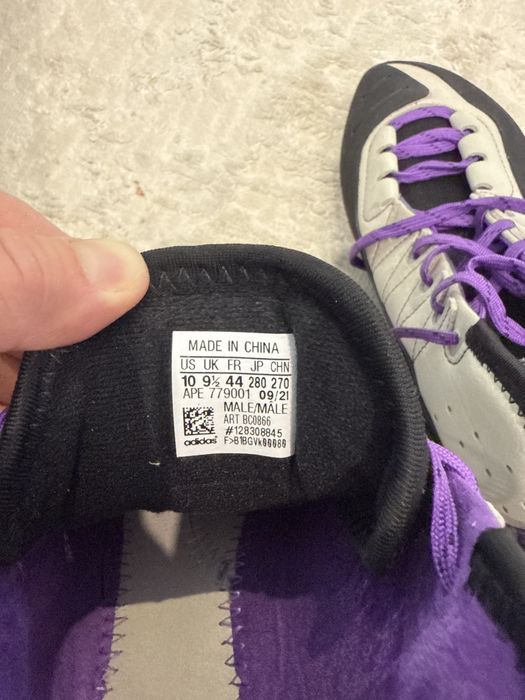 MADE IN CHINA
US UK FR JP CHN
10 9½ 44 280 270
APE 779001 09/21
MALE/MALE
ART BC0866
#128308845
adidas F>B1BGVk00060